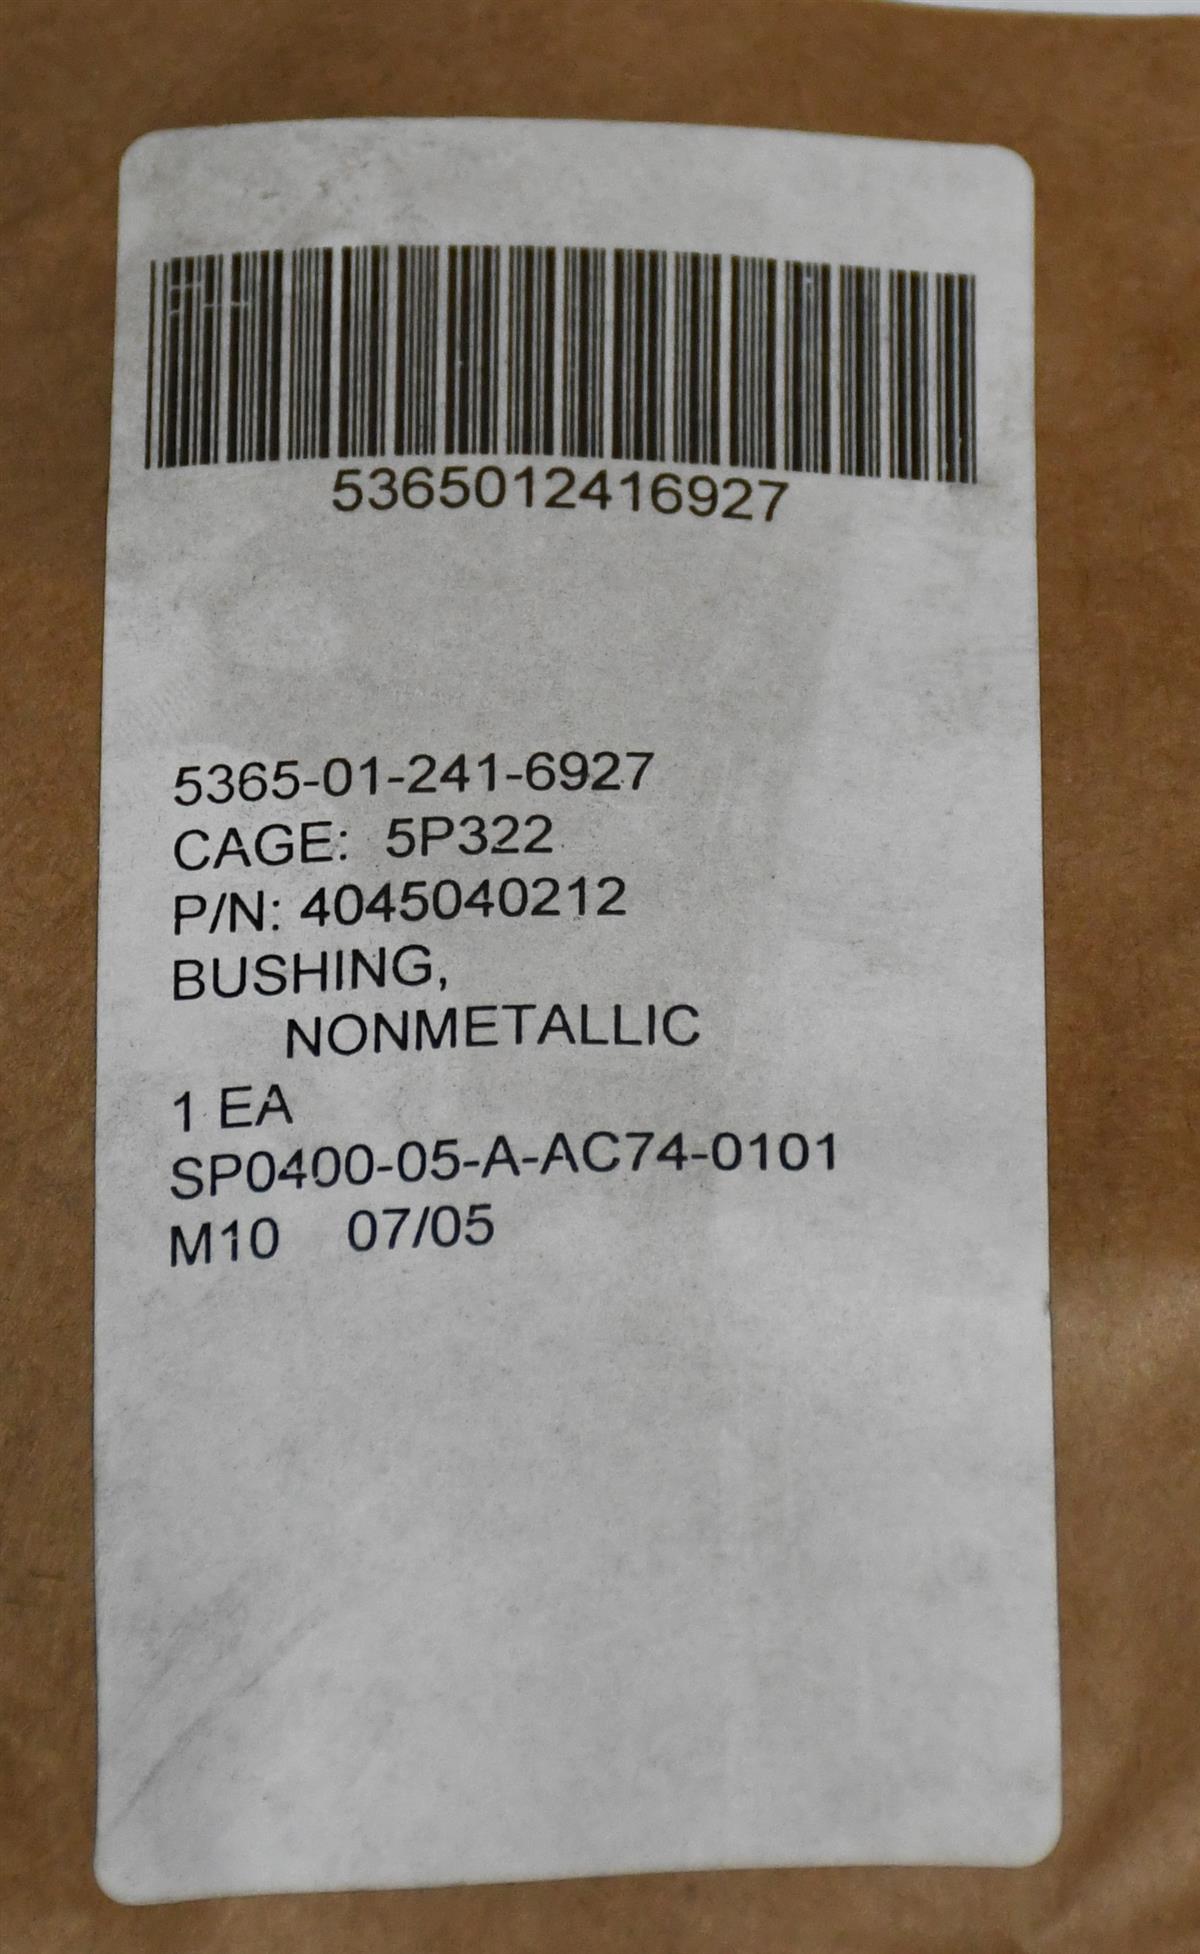 5365012416927
5365-01-241-6927
CAGE: 5P322
P/N: 4045040212
BUSHING,
NONMETALLIC
1 EA
SP0400-05-A-AC74-0101
M10 07/05